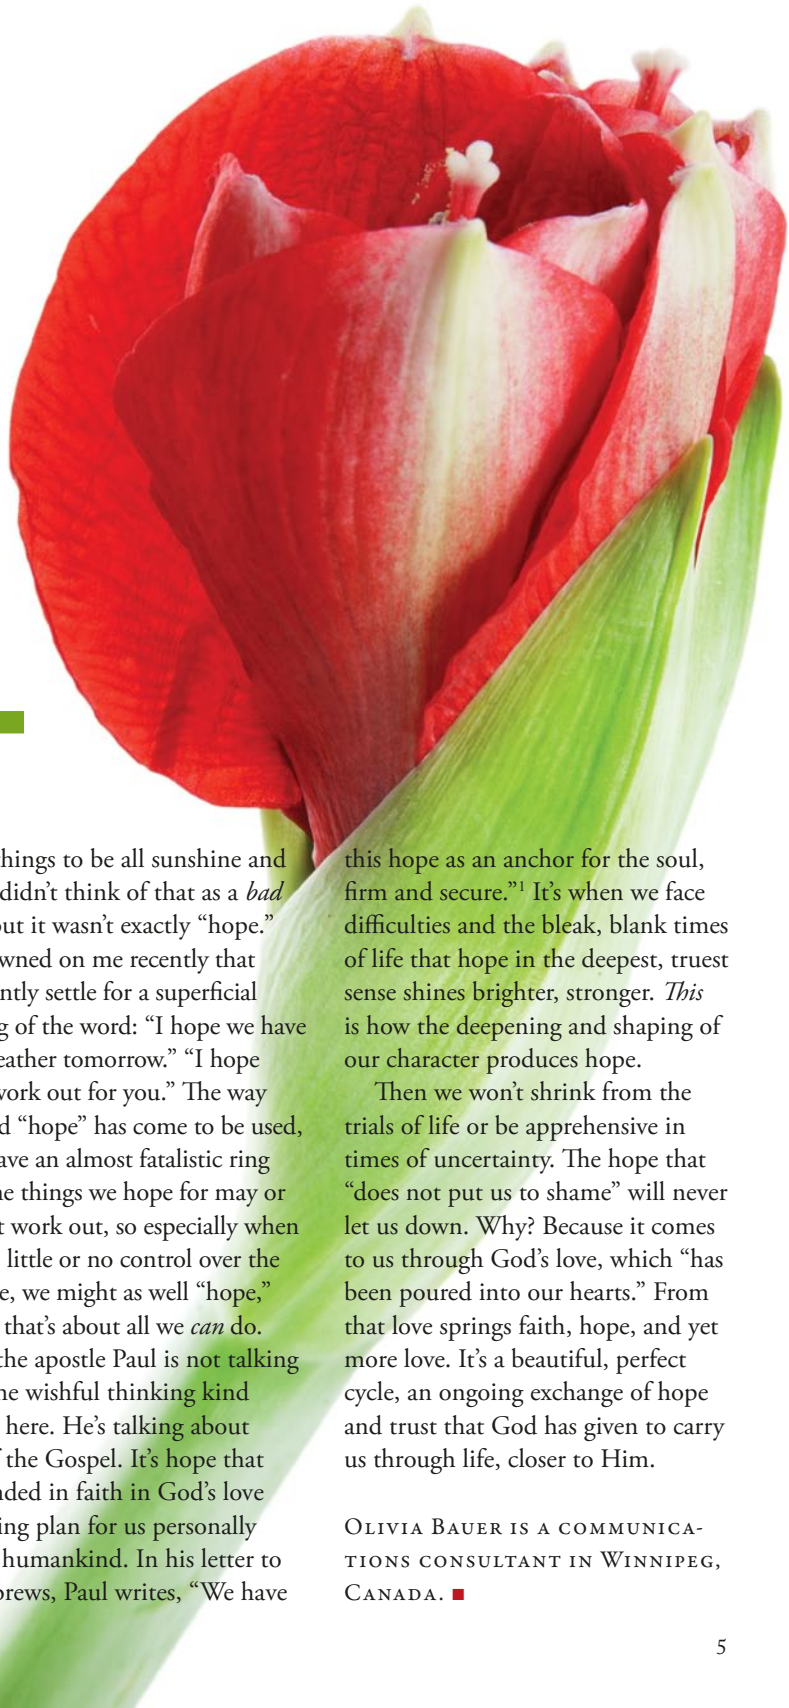 things to be all sunshine and
didn’t think of that as a bad
but it wasn’t exactly “hope.”
wned on me recently that
ntly settle for a superficial
g of the word: “I hope we have
eather tomorrow.” “I hope
work out for you.” The way
d “hope” has come to be used,
ave an almost fatalistic ring
he things we hope for may or
t work out, so especially when
little or no control over the
e, we might as well “hope,”
that’s about all we can do.
the apostle Paul is not talking
he wishful thinking kind
here. He’s talking about
f the Gospel. It’s hope that
nded in faith in God’s love
ing plan for us personally
humankind. In his letter to
brews, Paul writes, “We have
this hope as an anchor for the soul,
firm and secure.”1 It’s when we face
difficulties and the bleak, blank times
of life that hope in the deepest, truest
sense shines brighter, stronger. This
is how the deepening and shaping of
our character produces hope.
Then we won’t shrink from the
trials of life or be apprehensive in
times of uncertainty. The hope that
“does not put us to shame” will never
let us down. Why? Because it comes
to us through God’s love, which “has
been poured into our hearts.” From
that love springs faith, hope, and yet
more love. It’s a beautiful, perfect
cycle, an ongoing exchange of hope
and trust that God has given to carry
us through life, closer to Him.
Olivia Bauer is a communica-
tions consultant in Winnipeg,
Canada.
5